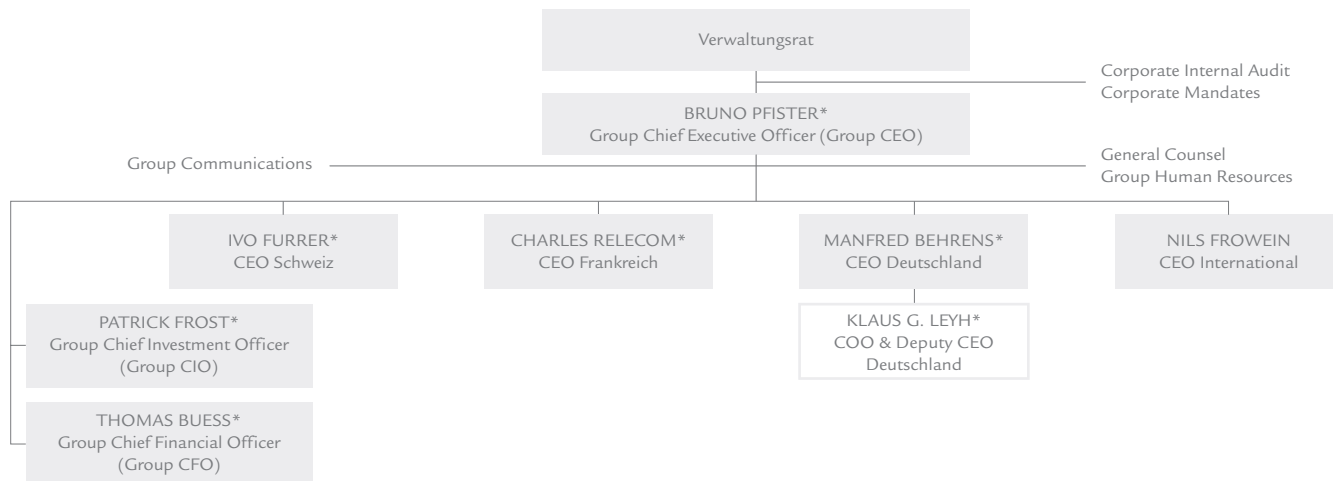 Verwaltungsrat
Corporate Internal Audit
Corporate Mandates
BRUNO PFISTER*
Group Chief Executive Officer (Group CEO)
Group Communications
General Counsel
Group Human Resources
IVO FURRER*
CEO Schweiz
CHARLES RELECOM*
CEO Frankreich
MANFRED BEHRENS*
CEO Deutschland
NILS FROWEIN
CEO International
PATRICK FROST*
Group Chief Investment Officer
(Group CIO)
KLAUS G. LEYH*
COO & Deputy CEO
Deutschland
THOMAS BUESS*
Group Chief Financial Officer
(Group CFO)